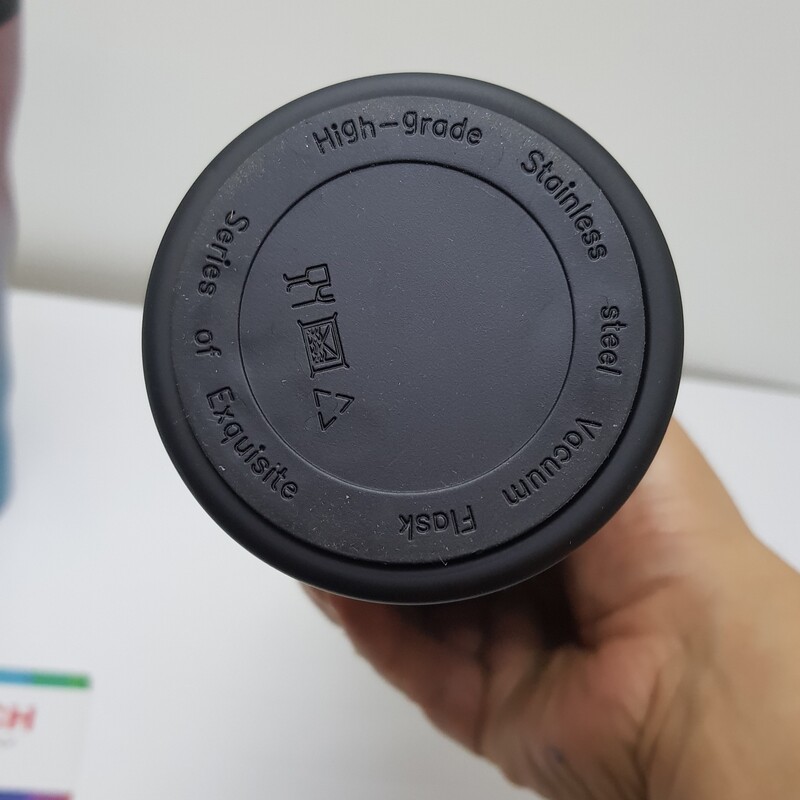 High-grade Stainless steel Vacuum Flask
Series of Exquisite